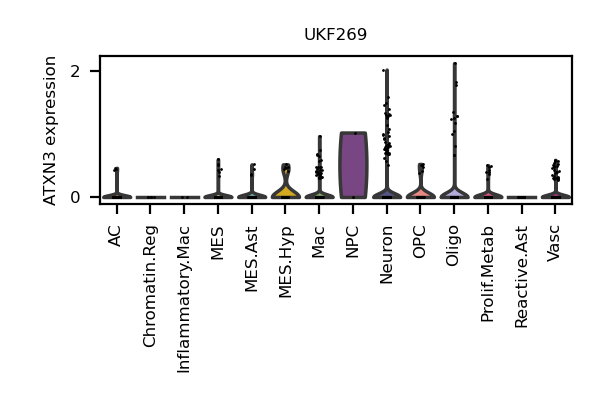 UKF269
ATXN3 expression
2
0
AC
Chromatin.Reg
Inflammatory.Mac
MES
MES.Ast
MES.Hyp
Mac
NPC
Neuron
OPC
Oligo
Prolif.Metab
Reactive.Ast
Vasc